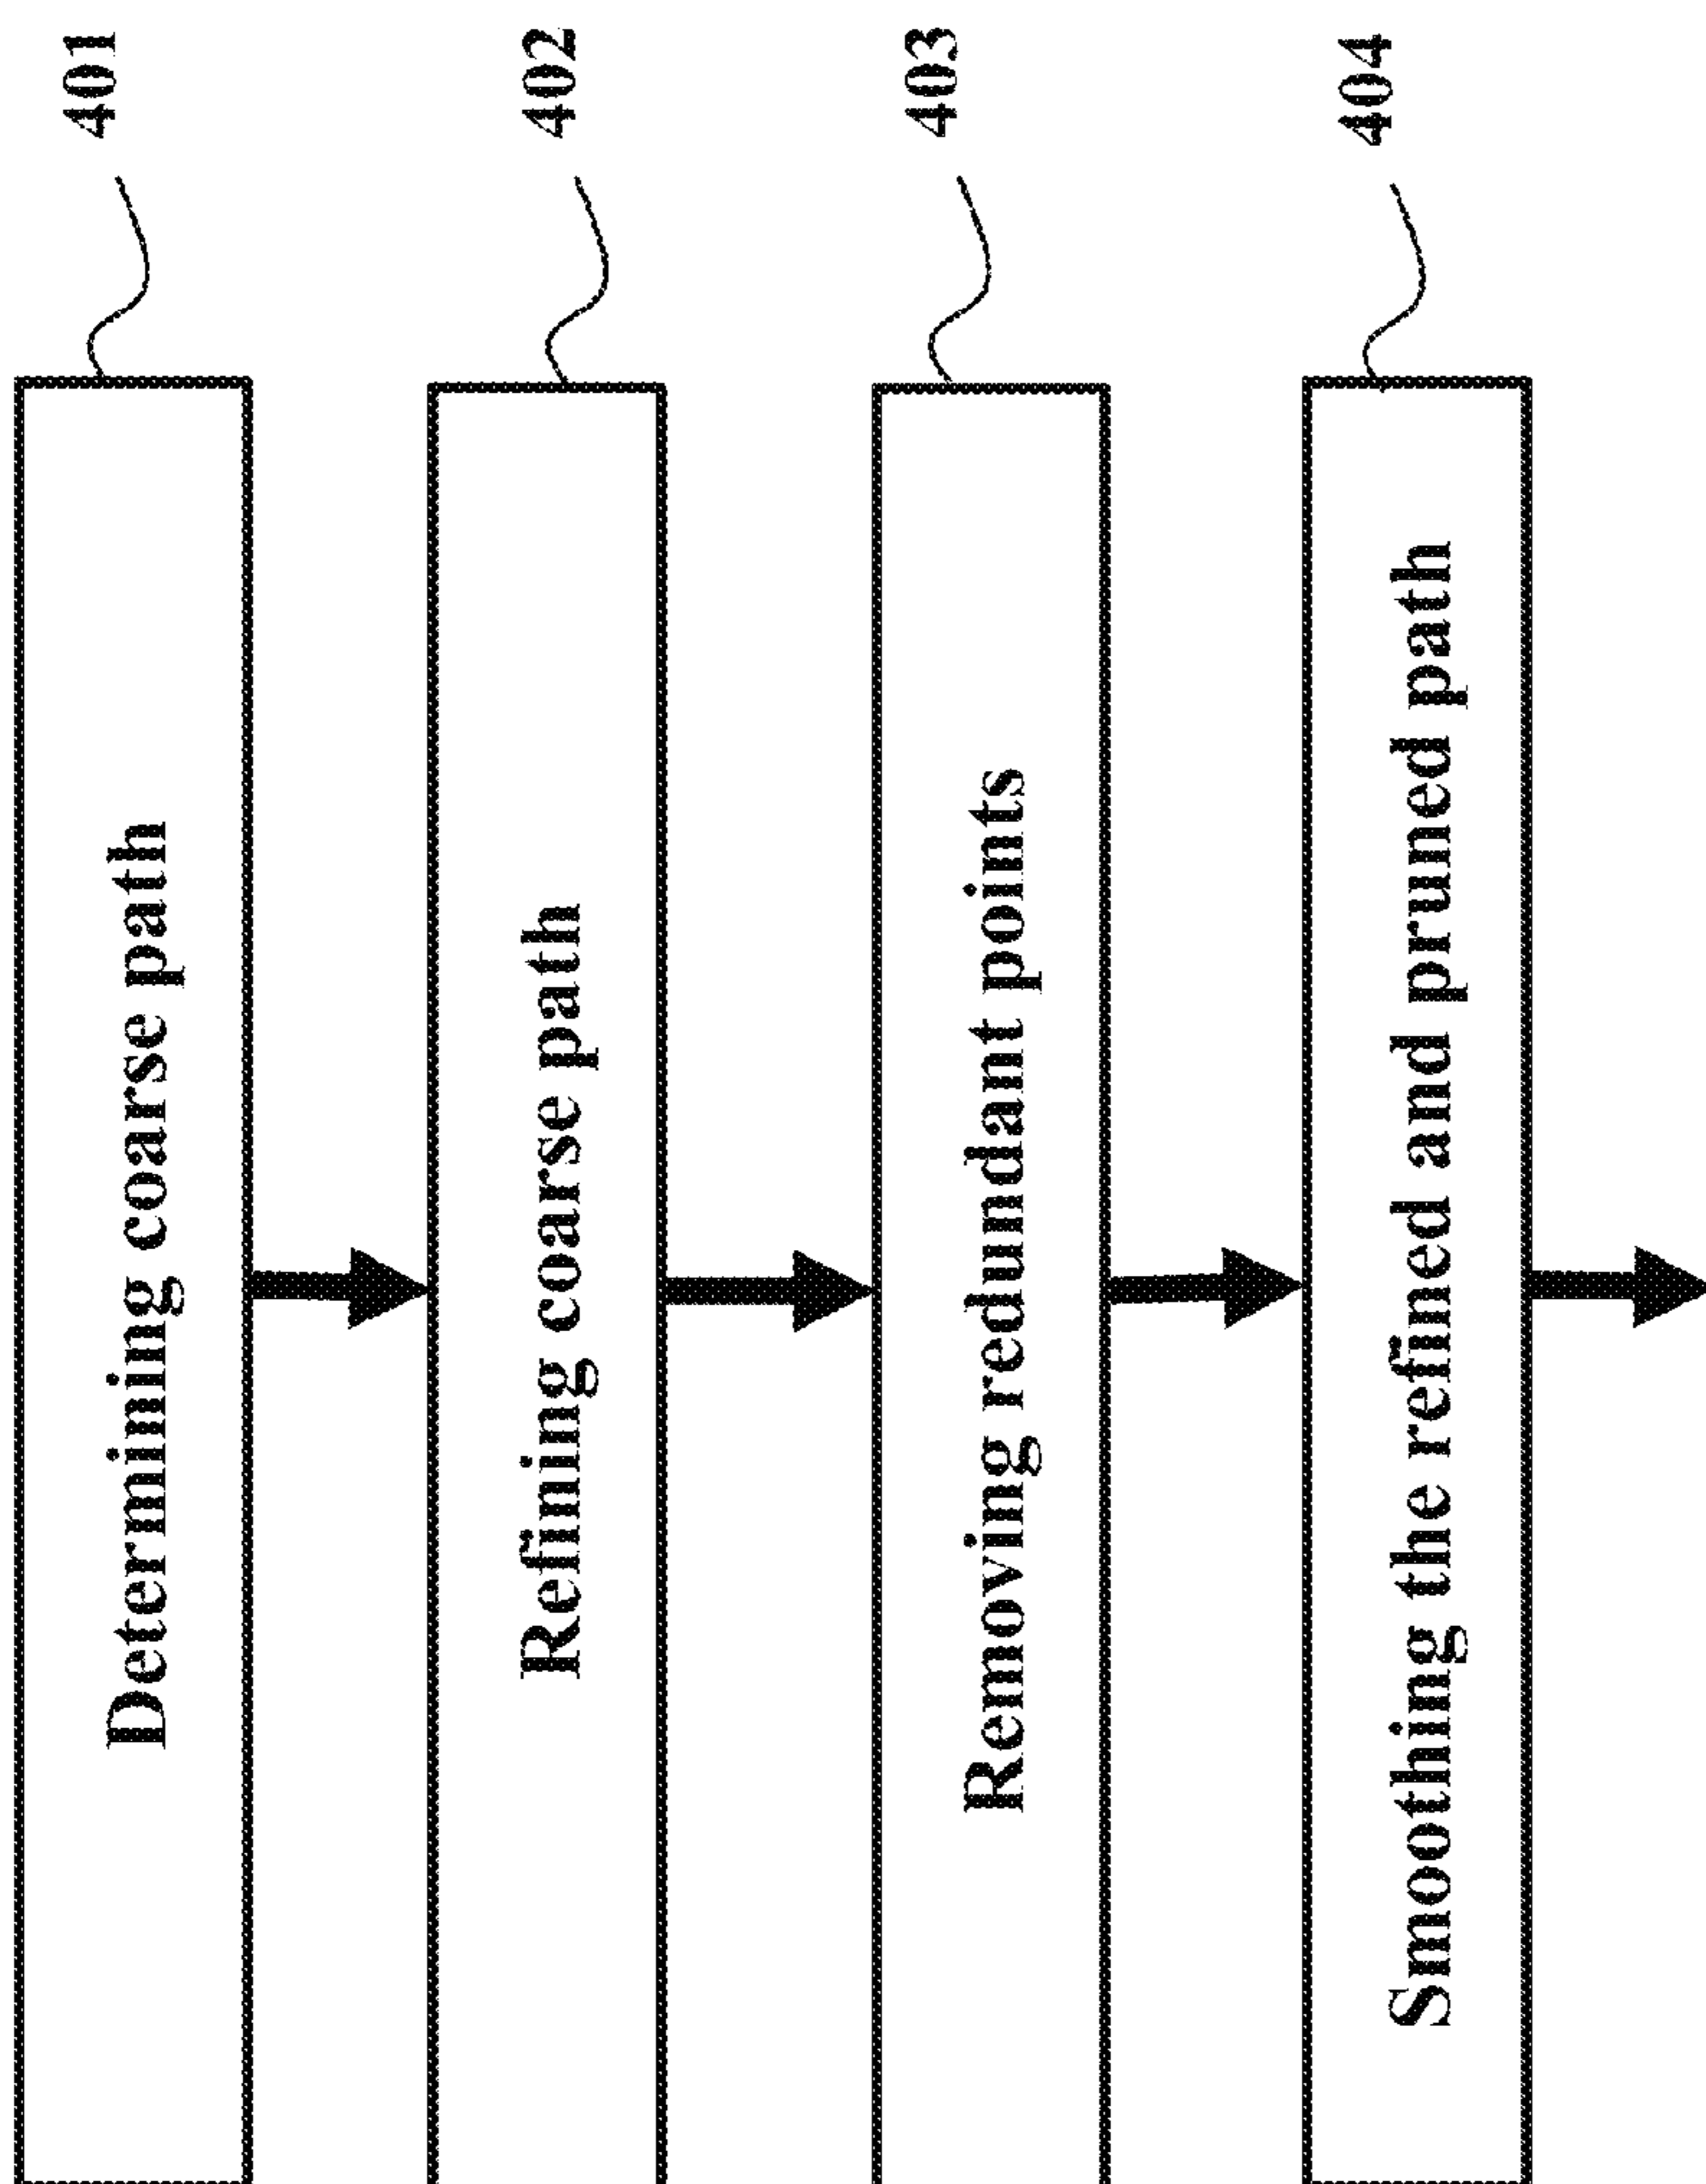 Determining coarse path
401
Refining coarse path
402
Removing redundant points
403
Smoothing the refined and pruned path
404